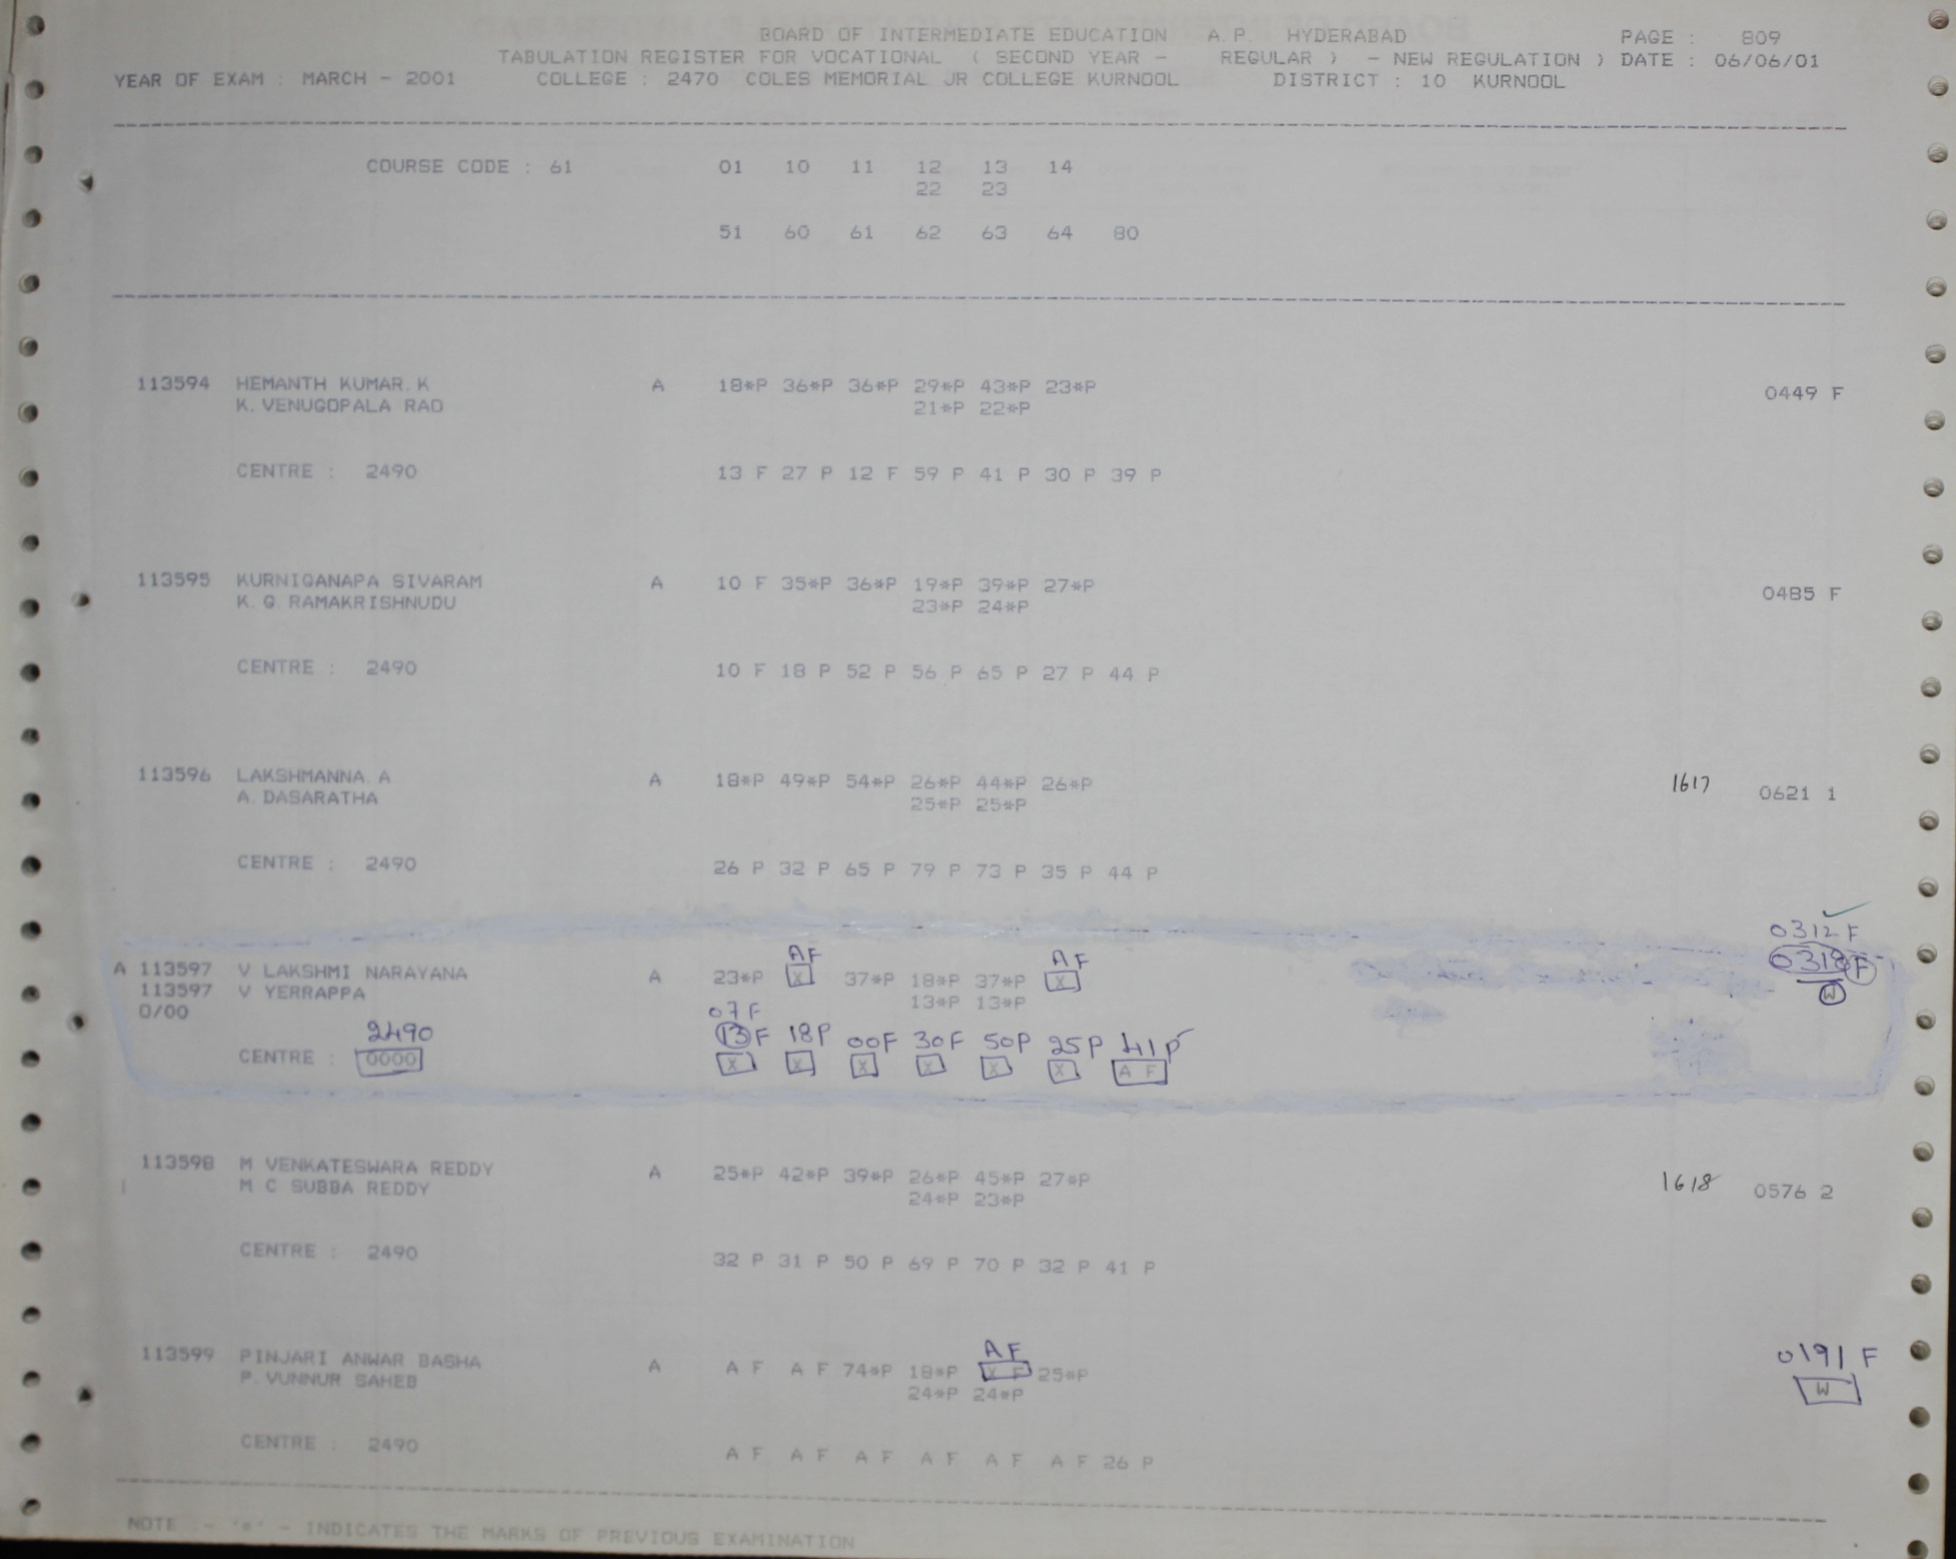 BOARD OF INTERMEDIATE EDUCATION A.P. HYDERABAD PAGE : 809
TABULATION REGISTER FOR VOCATIONAL ( SECOND YEAR - REGULAR ) - NEW REGULATION ) DATE : 06/06/01
YEAR OF EXAM : MARCH - 2001 COLLEGE : 2470 COLES MEMORIAL JR COLLEGE KURNOOL DISTRICT : 10 KURNOOL
COURSE CODE : 61 01 10 11 12 13 14
22 23
51 60 61 62 63 64 80
113594 HEMANTH KUMAR.K A 18*P 36*P 36*P 29*P 43*P 23*P 0449 F
K.VENUGOPALA RAO 21*P 22*P
CENTRE : 2490 13 F 27 P 12 F 59 P 41 P 30 P 39 P
113595 KURNIGANAPA SIVARAM A 10 F 35*P 36*P 19*P 39*P 27*P 0485 F
K.G.RAMAKRISHNUDU 23*P 24*P
CENTRE : 2490 10 F 18 P 52 P 56 P 65 P 27 P 44 P
113596 LAKSHMANNA.A A 18*P 49*P 54*P 26*P 44*P 26*P 1617 0621 1
A.DASARATHA 25*P 25*P
CENTRE : 2490 26 P 32 P 65 P 79 P 73 P 35 P 44 P
0312 F
AF AF
A 113597 V LAKSHMI NARAYANA A 23*P X 37*P 18*P 37*P X 0318 F
113597 V YERRAPPA 13*P 13*P W
0/00 07F
2490 13F 18P 00F 30F 50P 25P 41P
CENTRE : 0000 X X X X X X A F
113598 M VENKATESWARA REDDY A 25*P 42*P 39*P 26*P 45*P 27*P 1618 0576 2
M C SUBBA REDDY 24*P 23*P
CENTRE : 2490 32 P 31 P 50 P 69 P 70 P 32 P 41 P
AF 0191 F
113599 PINJARI ANWAR BASHA A A F A F 74*P 18*P X F 25*P W
P.VUNNUR SAHEB 24*P 24*P
CENTRE : 2490 A F A F A F A F A F A F 26 P
NOTE :- '*' - INDICATES THE MARKS OF PREVIOUS EXAMINATION